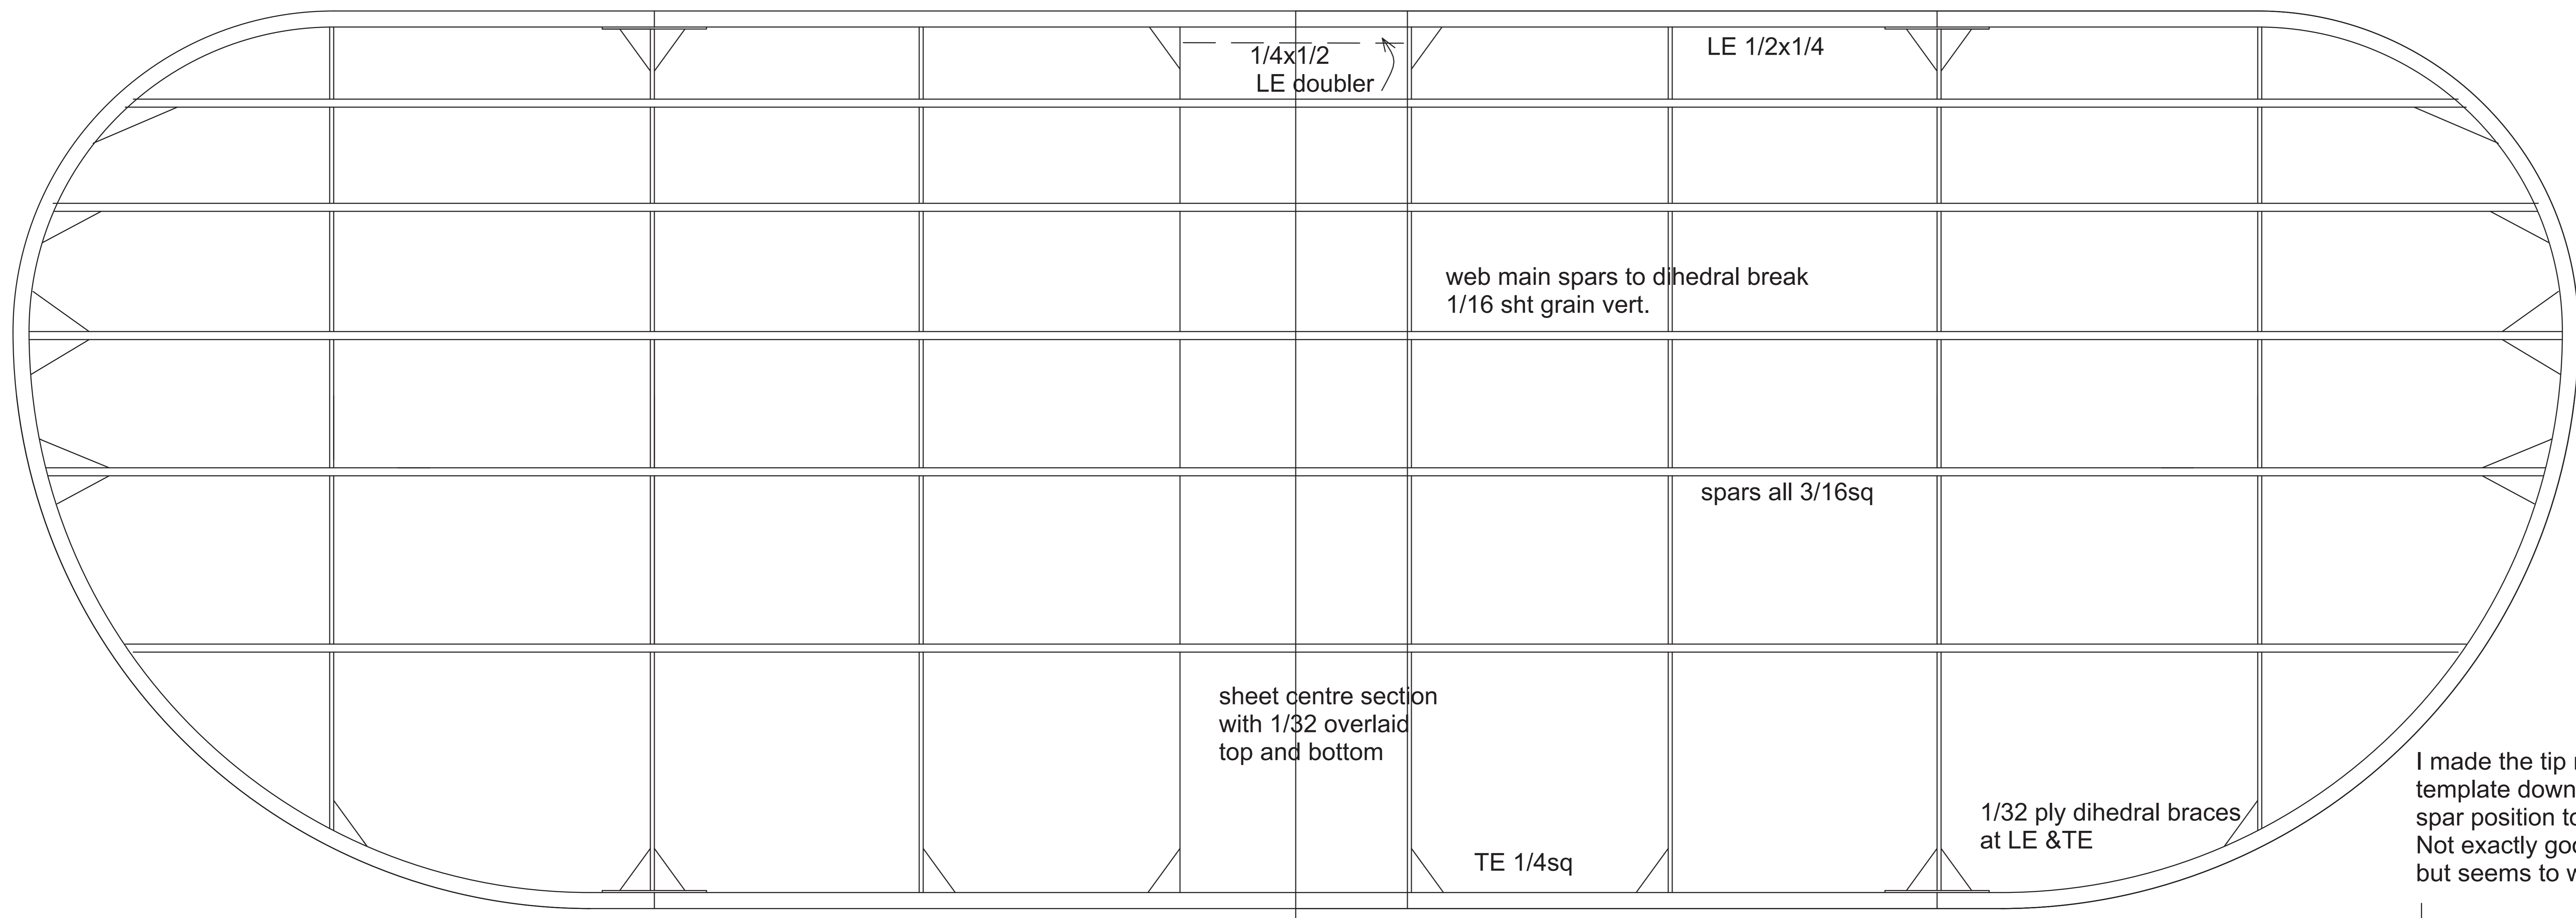 1/4x1/2
LE doubler
LE 1/2x1/4
web main spars to dihedral break
1/16 sht grain vert.
spars all 3/16sq
sheet centre section
with 1/32 overlaid
top and bottom
1/32 ply dihedral braces
at LE &TE
TE 1/4sq
I made the tip
template down
spar position
Not exactly
but seems to